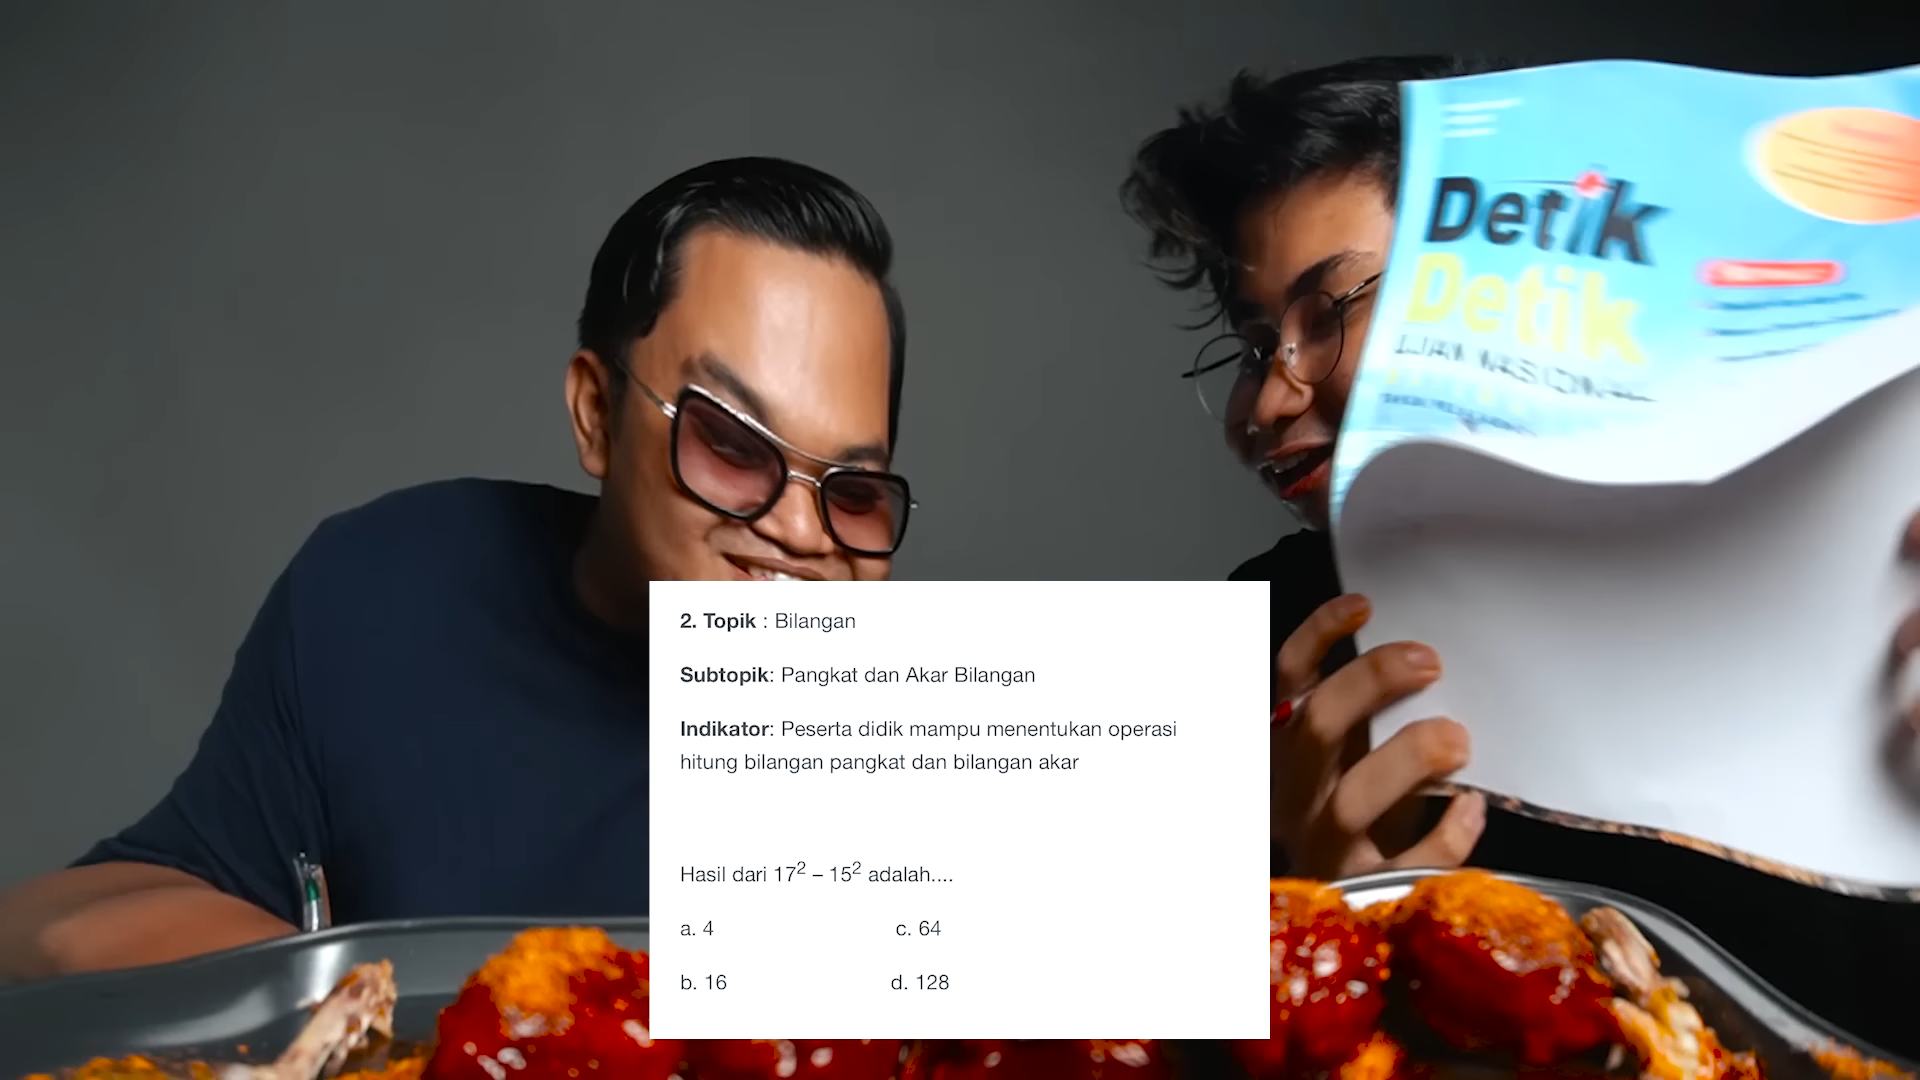 Detik
Detik
2. Topik : Bilangan
Subtopik: Pangkat dan Akar Bilangan
Indikator: Peserta didik mampu menentukan operasi
hitung bilangan pangkat dan bilangan akar
Hasil dari 17² – 15² adalah....
a. 4 c. 64
b. 16 d. 128